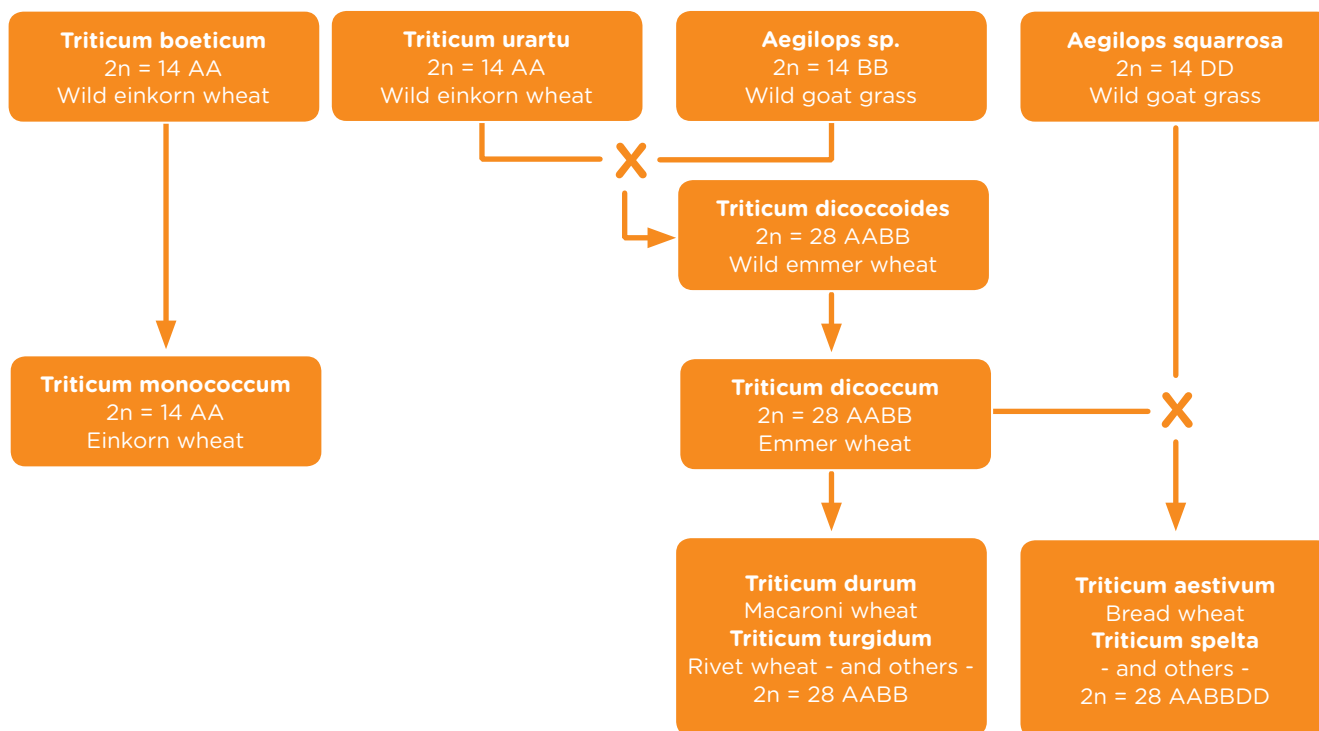 Triticum boeticum
2n = 14 AA
Wild einkorn wheat
Triticum urartu
2n = 14 AA
Wild einkorn wheat
Aegilops sp.
2n = 14 BB
Wild goat grass
Aegilops squarrosa
2n = 14 DD
Wild goat grass
X
Triticum dicoccoides
2n = 28 AABB
Wild emmer wheat
Triticum monococcum
2n = 14 AA
Einkorn wheat
Triticum dicoccum
2n = 28 AABB
Emmer wheat
X
Triticum durum
Macaroni wheat
Triticum turgidum
Rivet wheat - and others -
2n = 28 AABB
Triticum aestivum
Bread wheat
Triticum spelta
- and others -
2n = 28 AABBDD